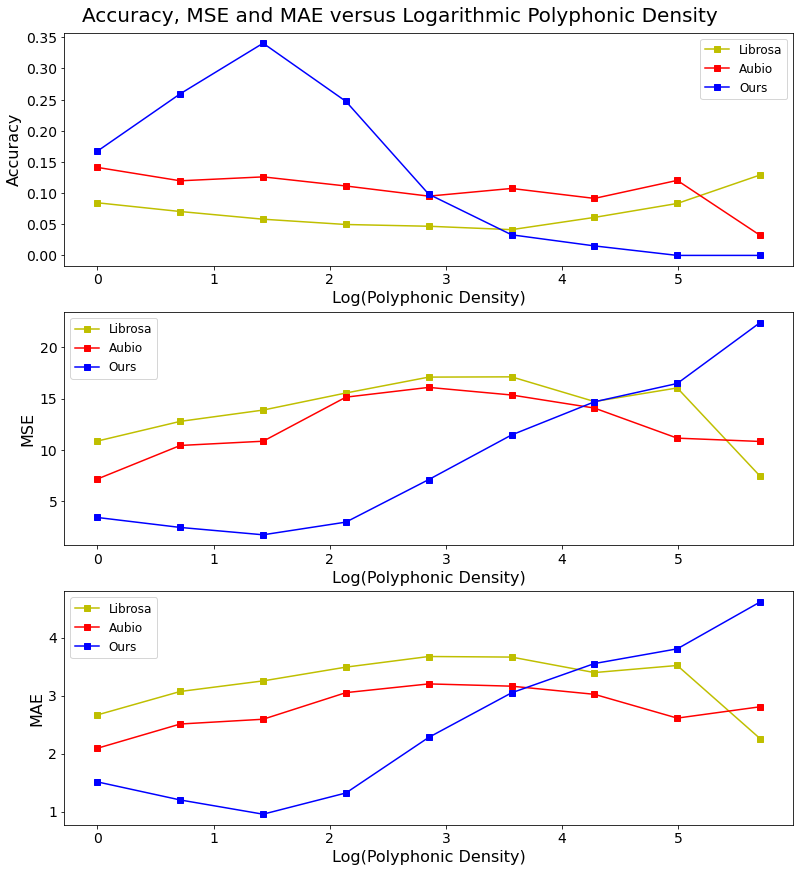 Accuracy, MSE and MAE versus Logarithmic Polyphonic Density
0.35
0.30
0.25
0.20
0.15
0.10
0.05
0.00
Accuracy
Librosa
Aubio
Ours
0 1 2 3 4 5
Log(Polyphonic Density)
20
15
10
5
MSE
Librosa
Aubio
Ours
0 1 2 3 4 5
Log(Polyphonic Density)
4
3
2
1
MAE
Librosa
Aubio
Ours
0 1 2 3 4 5
Log(Polyphonic Density)